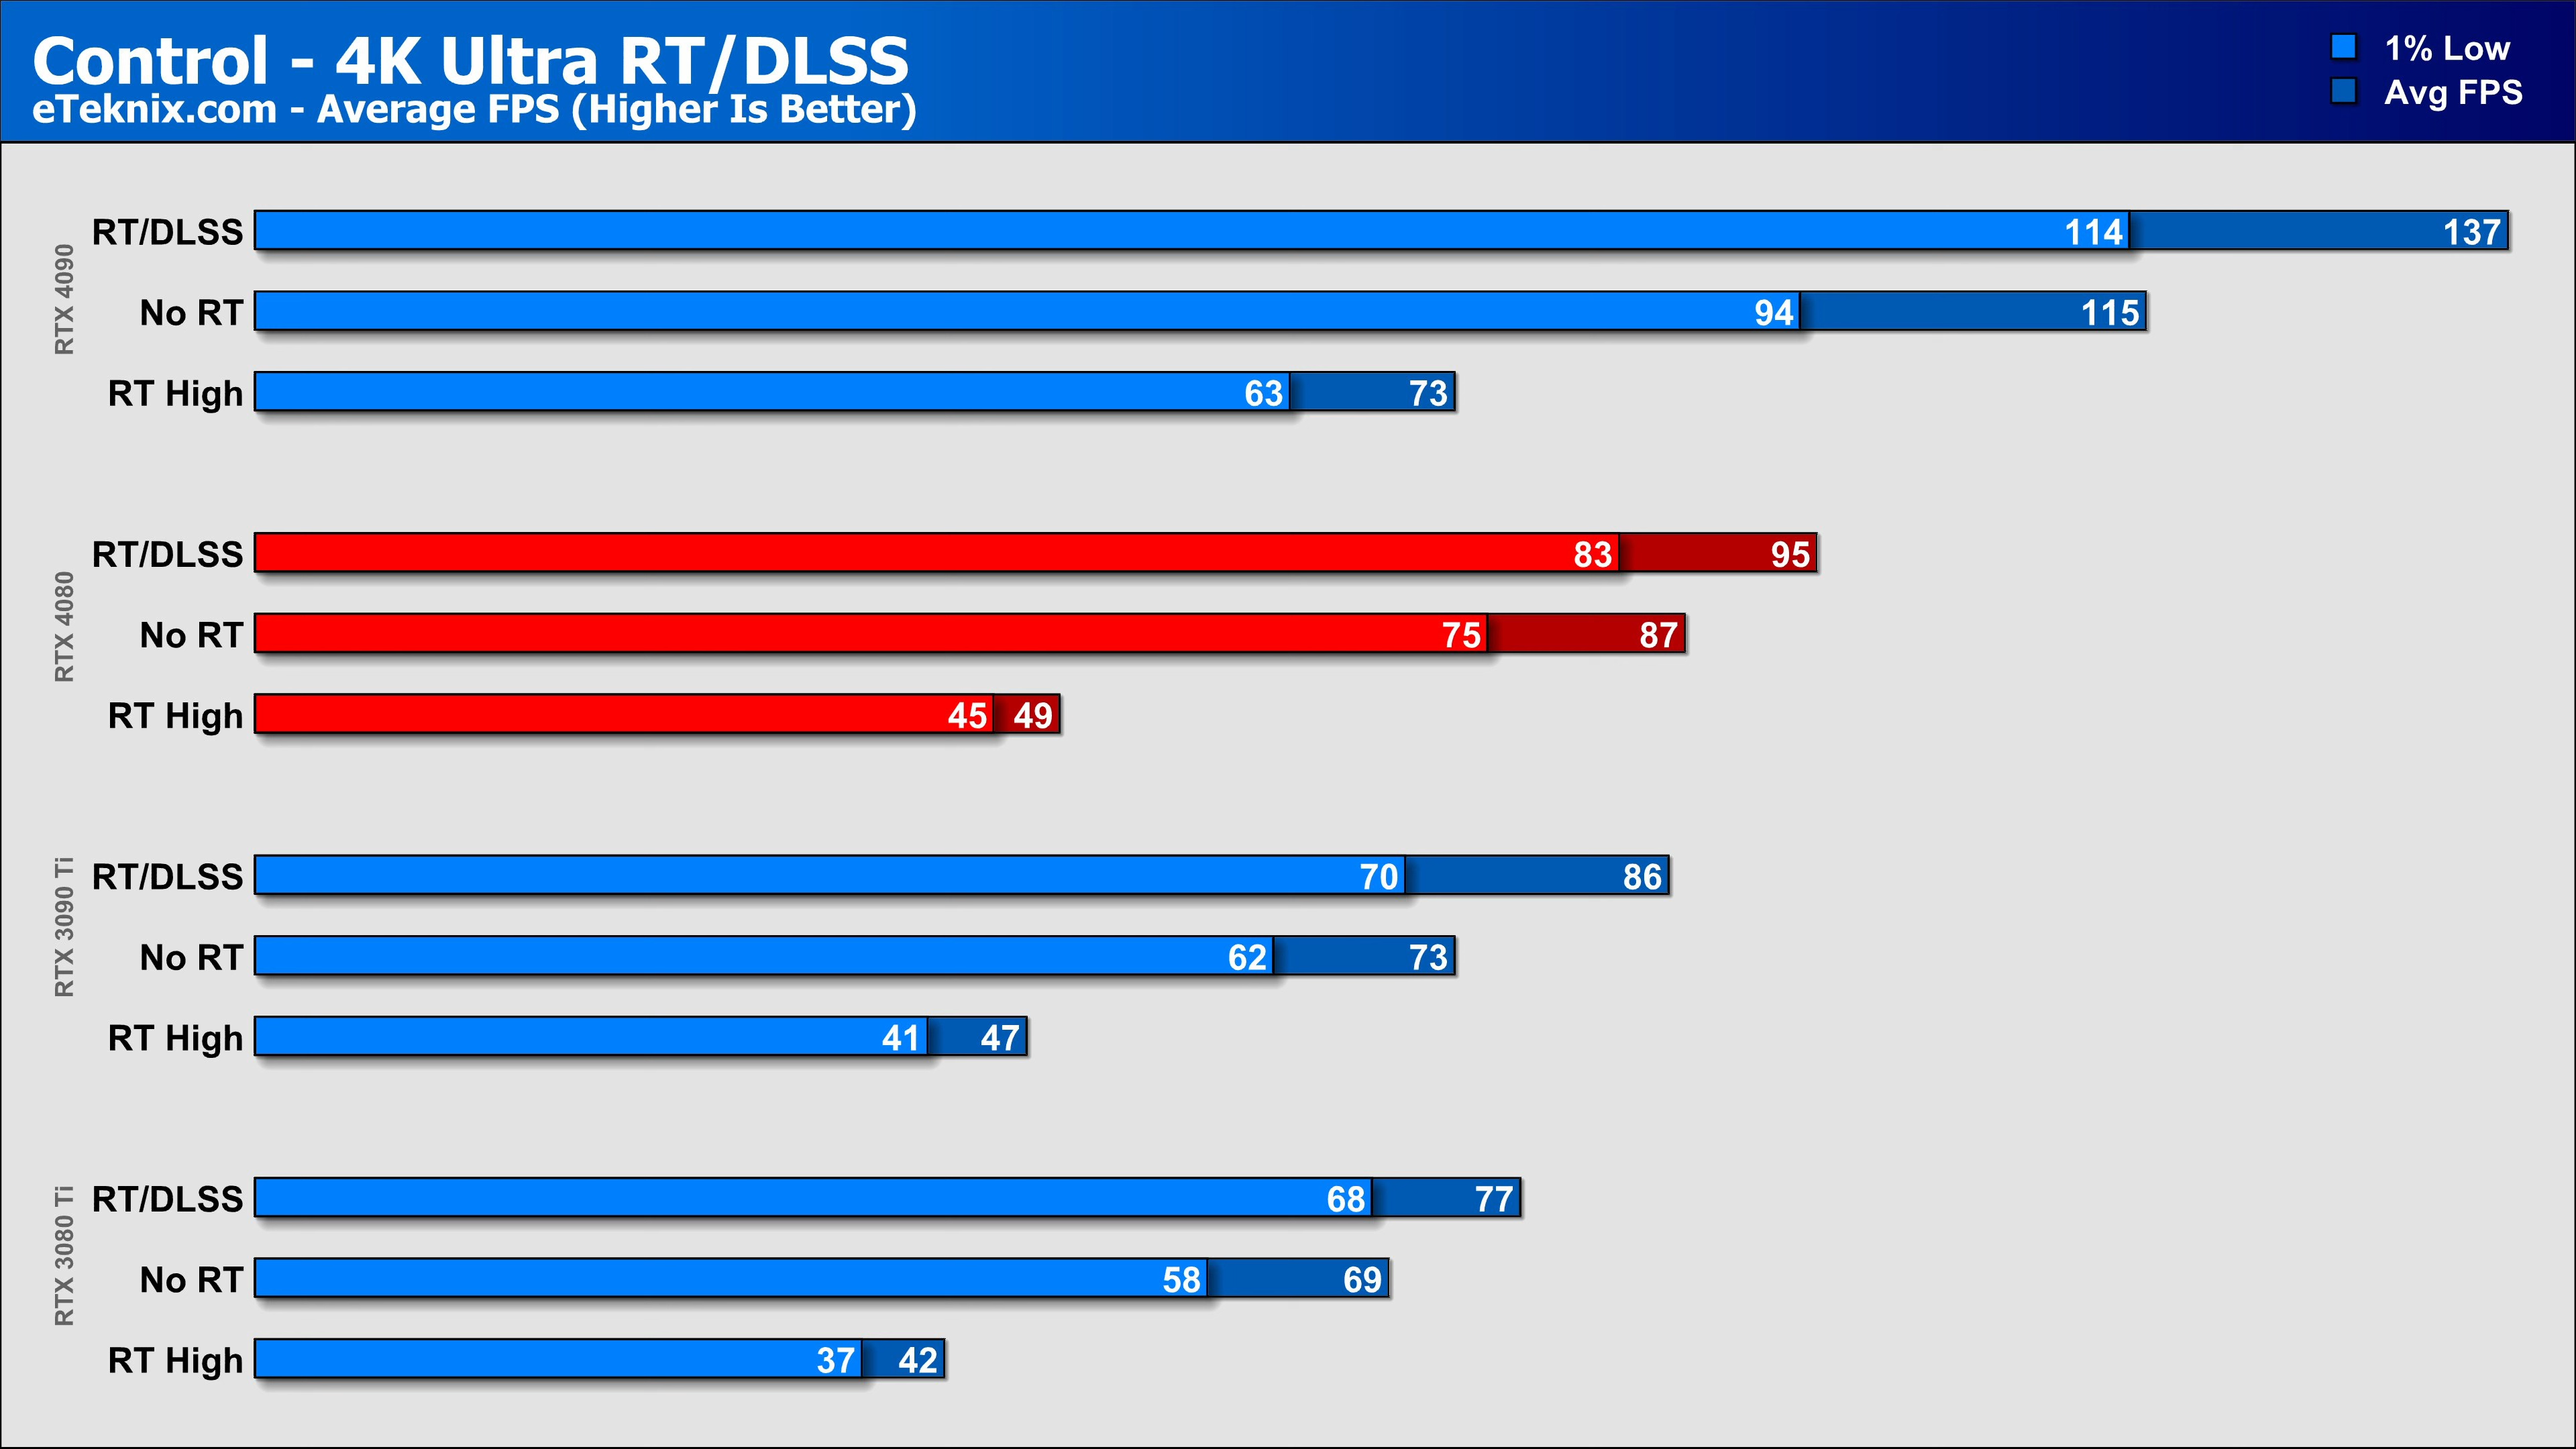 Control - 4K Ultra RT/DLSS
eTeknix.com - Average FPS (Higher Is Better)
1% Low
Avg FPS
RTX 4090
RT/DLSS 114 137
No RT 94 115
RT High 63 73
RTX 4080
RT/DLSS 83 95
No RT 75 87
RT High 45 49
RTX 3090 Ti
RT/DLSS 70 86
No RT 62 73
RT High 41 47
RTX 3080 Ti
RT/DLSS 68 77
No RT 58 69
RT High 37 42